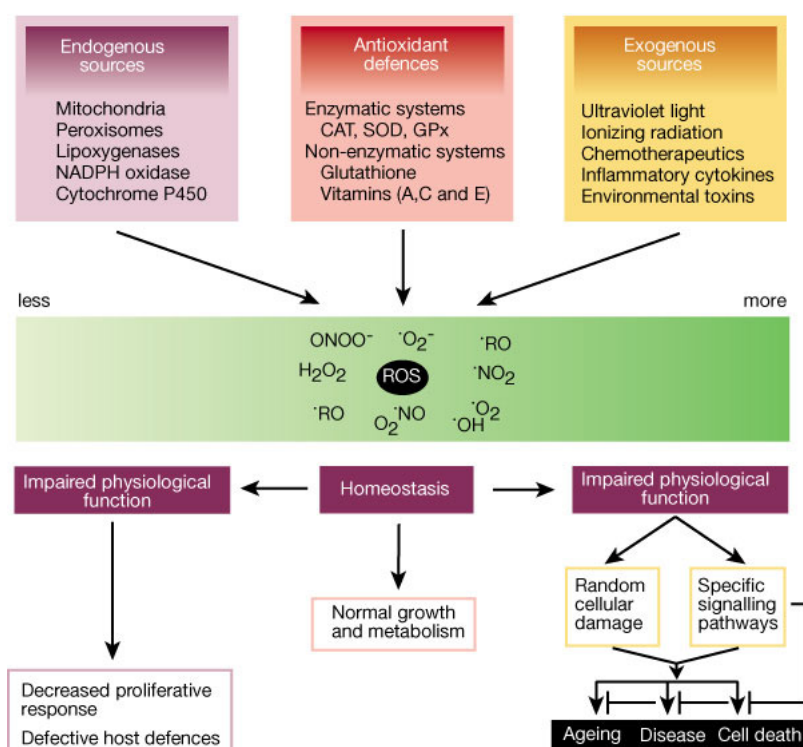 Endogenous
sources
Mitochondria
Peroxisomes
Lipoxygenases
NADPH oxidase
Cytochrome P450
Antioxidant
defences
Enzymatic systems
CAT, SOD, GPx
Non-enzymatic systems
Glutathione
Vitamins (A,C and E)
Exogenous
sources
Ultraviolet light
Ionizing radiation
Chemotherapeutics
Inflammatory cytokines
Environmental toxins
less
more
ONOO⁻
·O₂⁻
·RO
H₂O₂
ROS
·NO₂
·RO
O₂
·NO
·OH
·O₂
Impaired physiological
function
Homeostasis
Impaired physiological
function
Normal growth
and metabolism
Random
cellular
damage
Specific
signalling
pathways
Decreased proliferative
response
Defective host defences
Ageing
Disease
Cell death